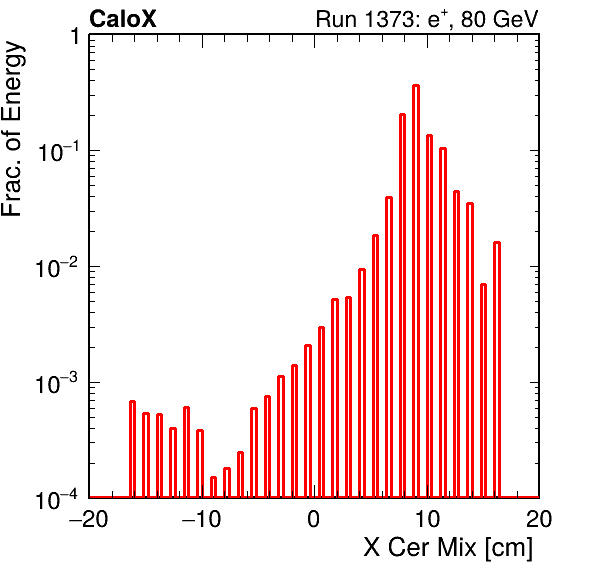 CaloX Run 1373: e⁺, 80 GeV
Frac. of Energy
1
10⁻¹
10⁻²
10⁻³
10⁻⁴
−20 −10 0 10 20
X Cer Mix [cm]